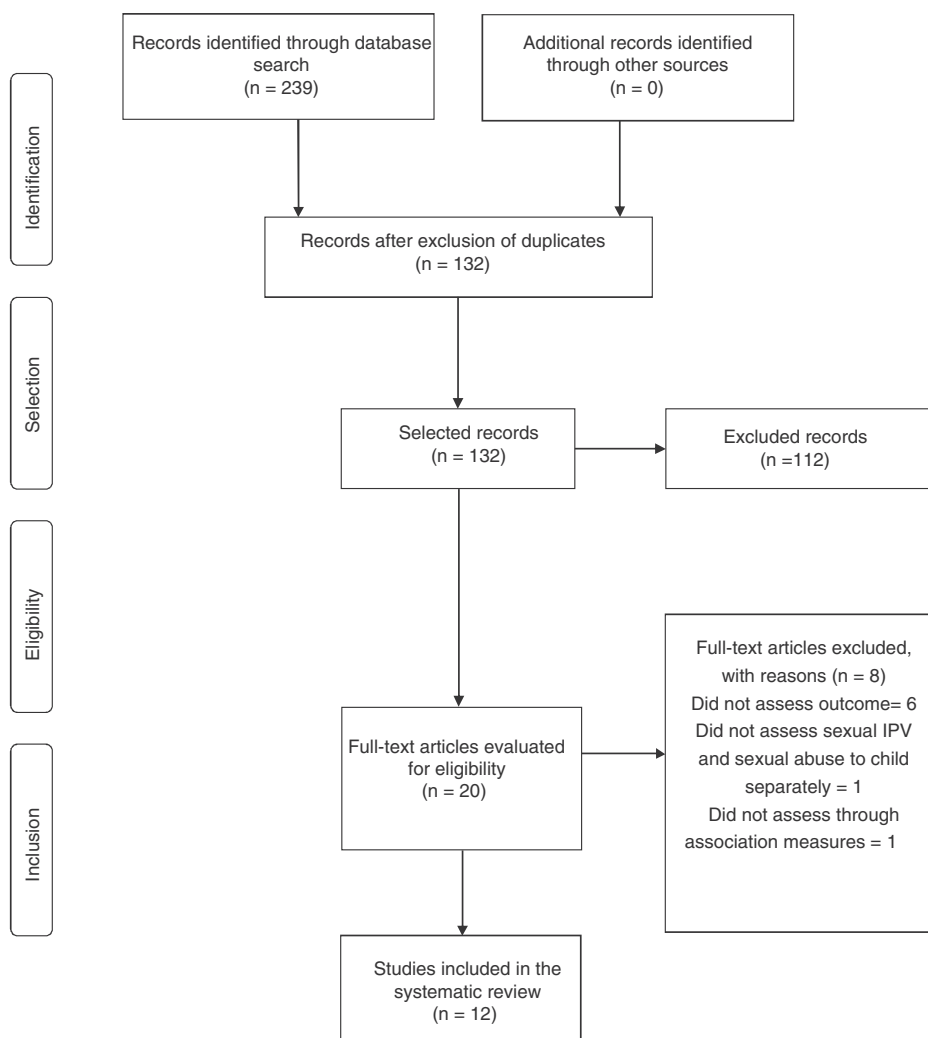 Records identified through database
search
(n = 239)
Additional records identified
through other sources
(n = 0)
Identification
Records after exclusion of duplicates
(n = 132)
Selection
Selected records
(n = 132)
Excluded records
(n =112)
Eligibility
Full-text articles evaluated
for eligibility
(n = 20)
Full-text articles excluded,
with reasons (n = 8)
Did not assess outcome= 6
Did not assess sexual IPV
and sexual abuse to child
separately = 1
Did not assess through
association measures = 1
Inclusion
Studies included in the
systematic review
(n = 12)